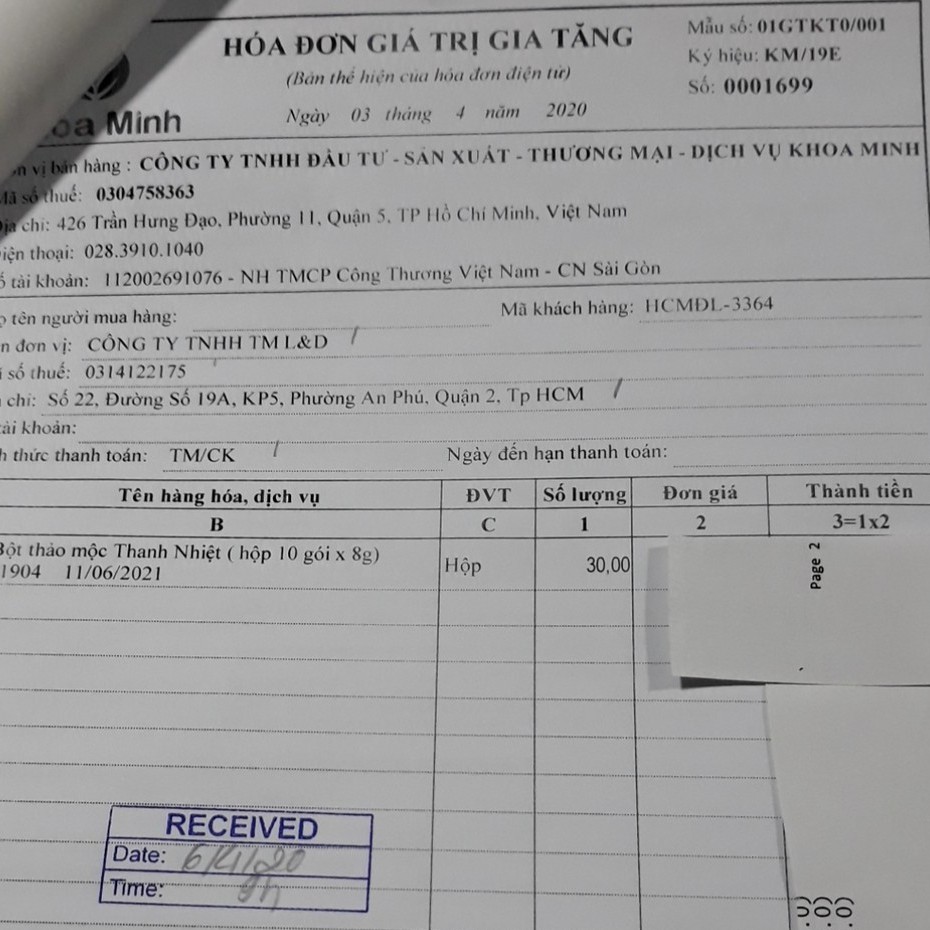 HÓA ĐƠN GIÁ TRỊ GIA TĂNG
(Bản thể hiện của hóa đơn điện tử)
Ngày 03 tháng 4 năm 2020
Mẫu số: 01GTKT0/001
Ký hiệu: KM/19E
Số: 0001699
oa Minh
n vị bán hàng : CÔNG TY TNHH ĐẦU TƯ - SẢN XUẤT - THƯƠNG MẠI - DỊCH VỤ KHOA MINH
Mã số thuế: 0304758363
ịa chỉ: 426 Trần Hưng Đạo, Phường 11, Quận 5, TP Hồ Chí Minh, Việt Nam
iện thoại: 028.3910.1040
ố tài khoản: 112002691076 - NH TMCP Công Thương Việt Nam - CN Sài Gòn
ọ tên người mua hàng:
Mã khách hàng: HCMĐL-3364
n đơn vị: CÔNG TY TNHH TM L&D
số thuế: 0314122175
chỉ: Số 22, Đường Số 19A, KP5, Phường An Phú, Quận 2, Tp HCM
tài khoản:
h thức thanh toán: TM/CK
Ngày đến hạn thanh toán:
Tên hàng hóa, dịch vụ ĐVT Số lượng Đơn giá Thành tiền
B C 1 2 3=1x2
Bột thảo mộc Thanh Nhiệt ( hộp 10 gói x 8g) Hộp 30,00
1904 11/06/2021
Page 2
RECEIVED
Date: 6/4/20
Time: 9h